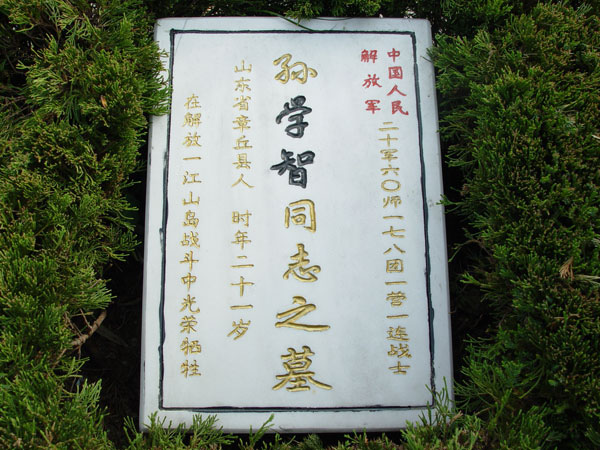 中国人民解放军二十军六〇师一七八团一营一连战士
孙学智同志之墓
山东省章丘县人 时年二十一岁
在解放一江山岛战斗中光荣牺牲